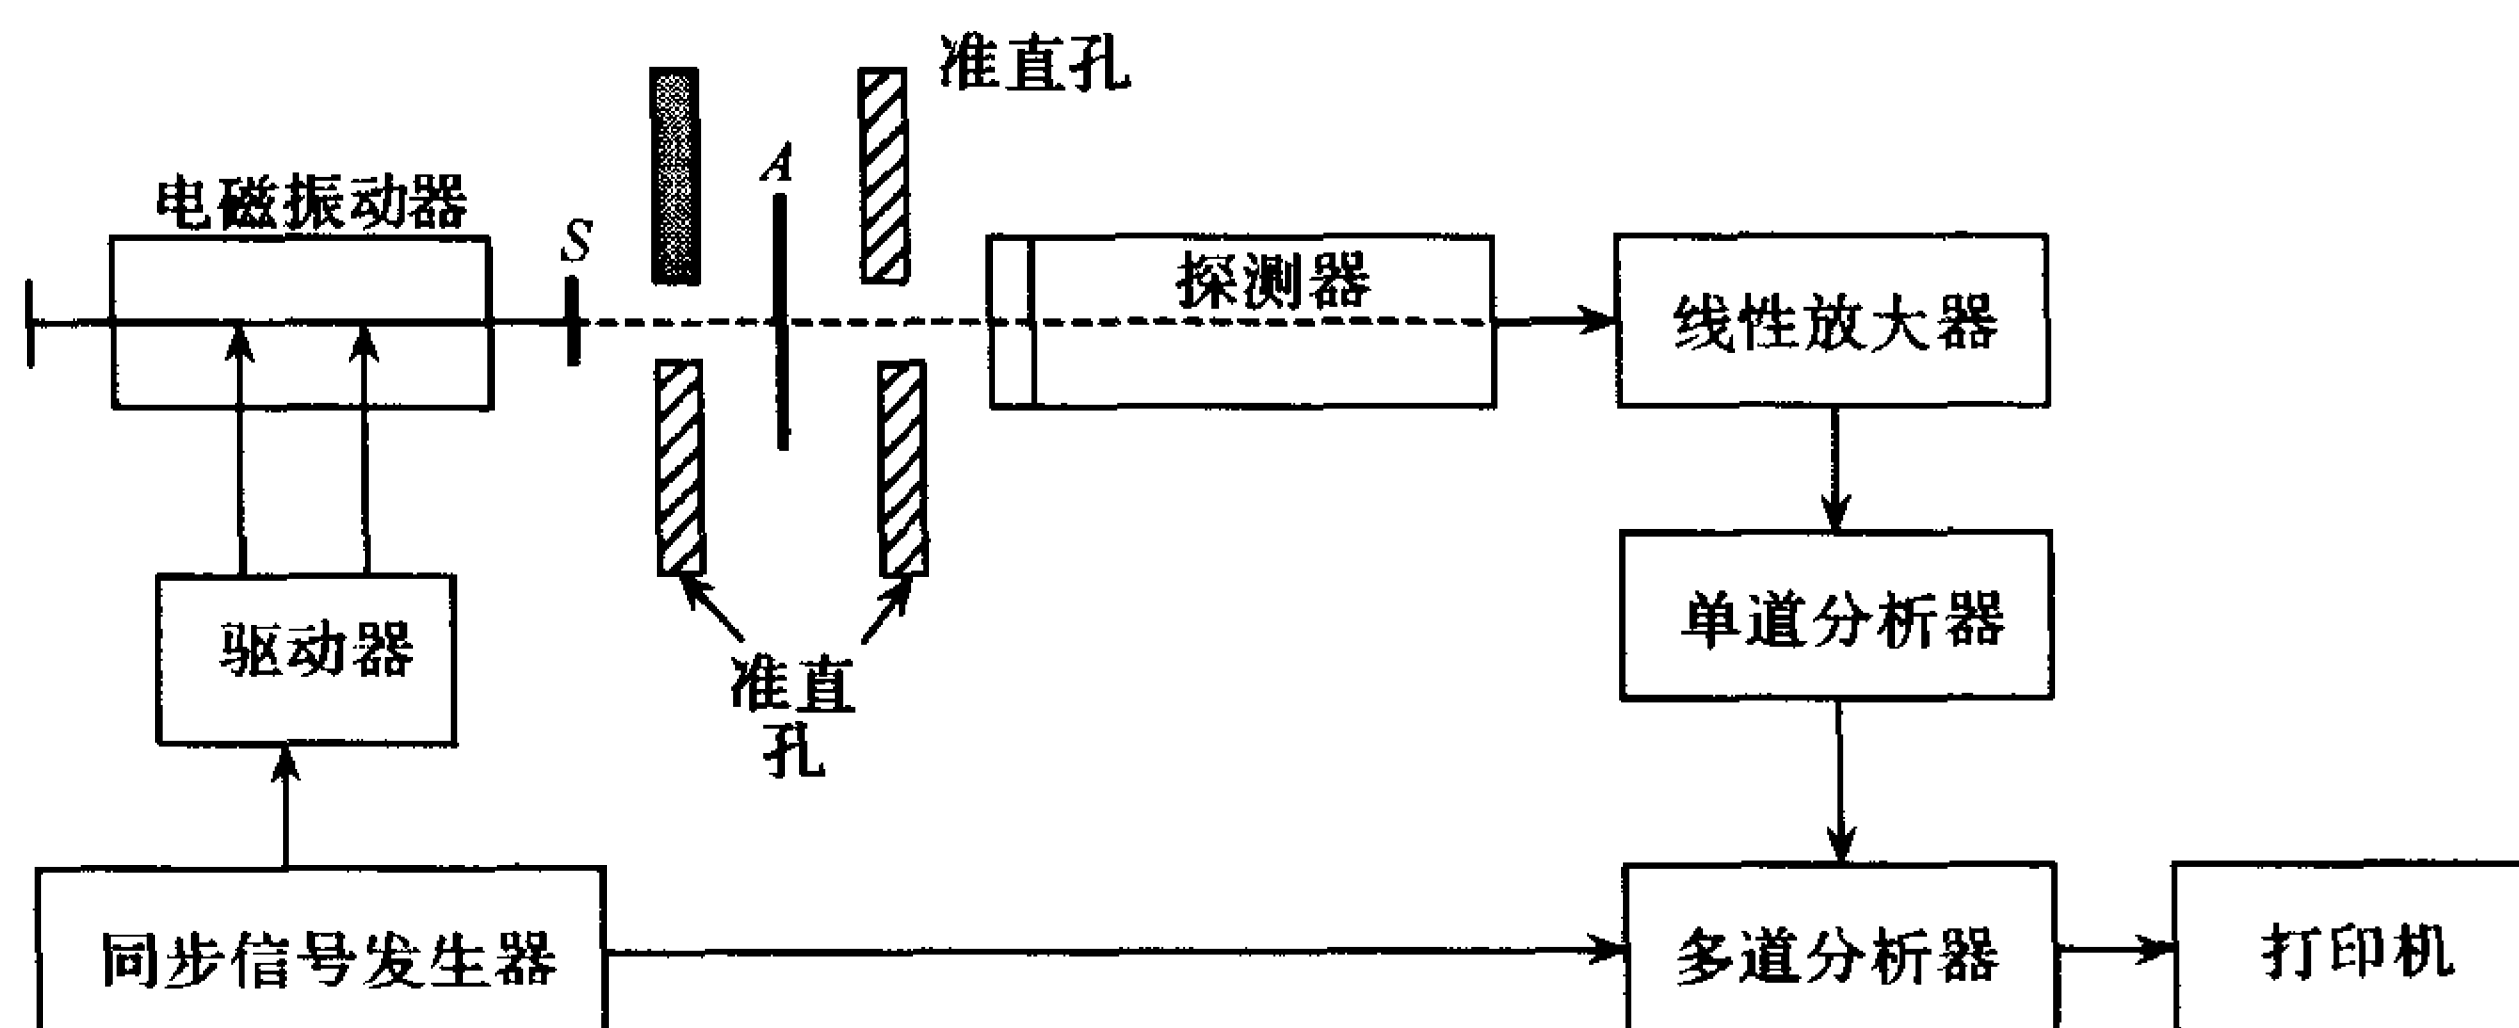 准直孔
A
电磁振动器
S
探测器
线性放大器
单道分析器
驱动器
准直
孔
同步信号发生器
多道分析器
打印机